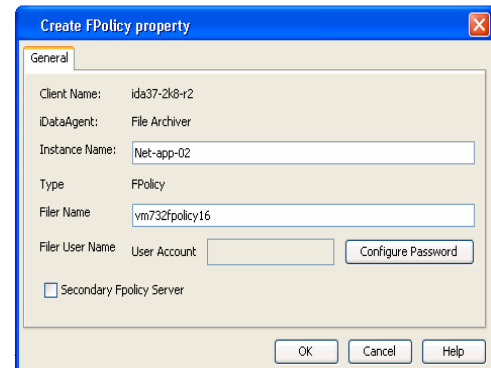 Create FPolicy property
General
Client Name: ida37-2k8-r2
iDataAgent: File Archiver
Instance Name: Net-app-02
Type FPolicy
Filer Name vm732fpolicy16
Filer User Name User Account Configure Password
Secondary Fpolicy Server
OK Cancel Help